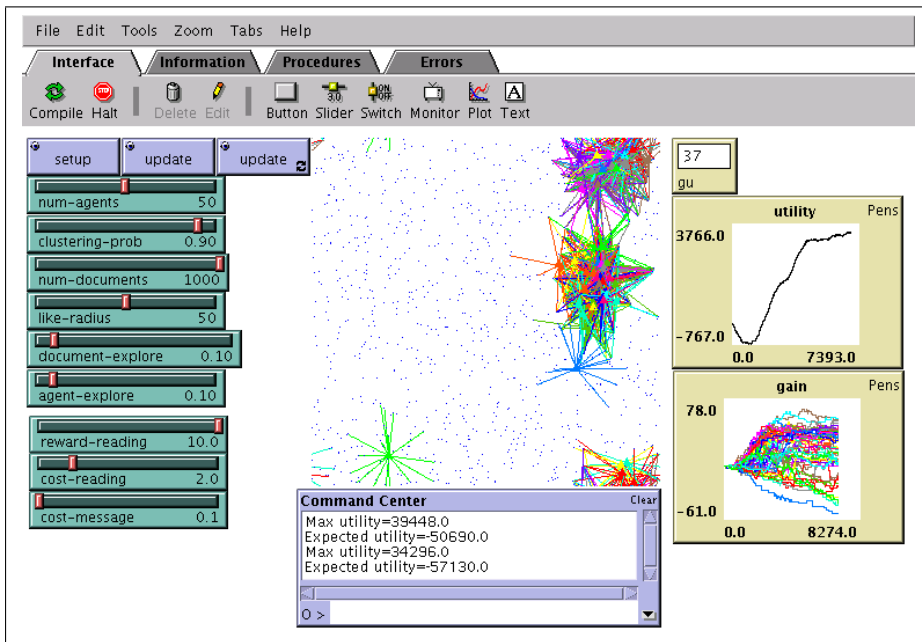 File Edit Tools Zoom Tabs Help
Interface Information Procedures Errors
STOP 3.0 ON OFF A
Compile Halt Delete Edit Button Slider Switch Monitor Plot Text
setup update update
num-agents 50
clustering-prob 0.90
num-documents 1000
like-radius 50
document-explore 0.10
agent-explore 0.10
reward-reading 10.0
cost-reading 2.0
cost-message 0.1
37
gu
utility Pens
3766.0
-767.0
0.0 7393.0
gain Pens
78.0
-61.0
0.0 8274.0
Command Center Clear
Max utility=39448.0
Expected utility=-50690.0
Max utility=34296.0
Expected utility=-57130.0
O >